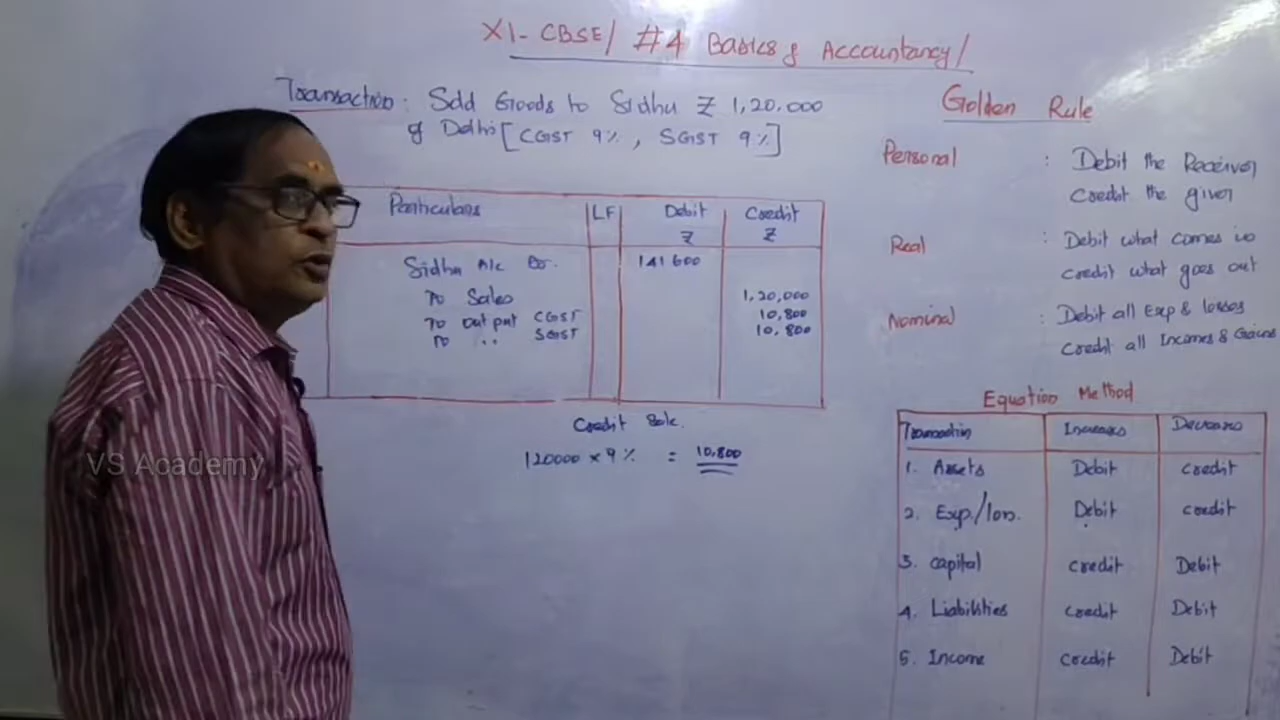 XI- CBSE/ #4 Basics of Accountancy/
Transaction : Sold Goods to Sidhu ₹ 1,20,000
of Delhi [CGST 9%, SGST 9%]
Particulars LF Debit ₹ Credit ₹
Sidhu A/c Dr. 141600
To Sales 1,20,000
To output CGST 10,800
To ,, SGST 10,800
Credit Sale.
120000 x 9% = 10,800
Golden Rule
Personal : Debit the Receiver
Credit the giver
Real : Debit what comes in
Credit what goes out
Nominal : Debit all Exp & losses
Credit all Incomes & Gains
Equation Method
Transaction Increases Decreases
1. Assets Debit Credit
2. Exp./loss. Debit Credit
3. Capital Credit Debit
4. Liabilities Credit Debit
5. Income Credit Debit
VS Academy